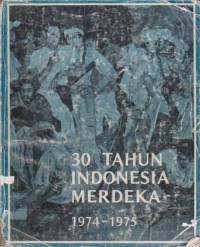 30 TAHUN
INDONESIA
MERDEKA
1974-1975